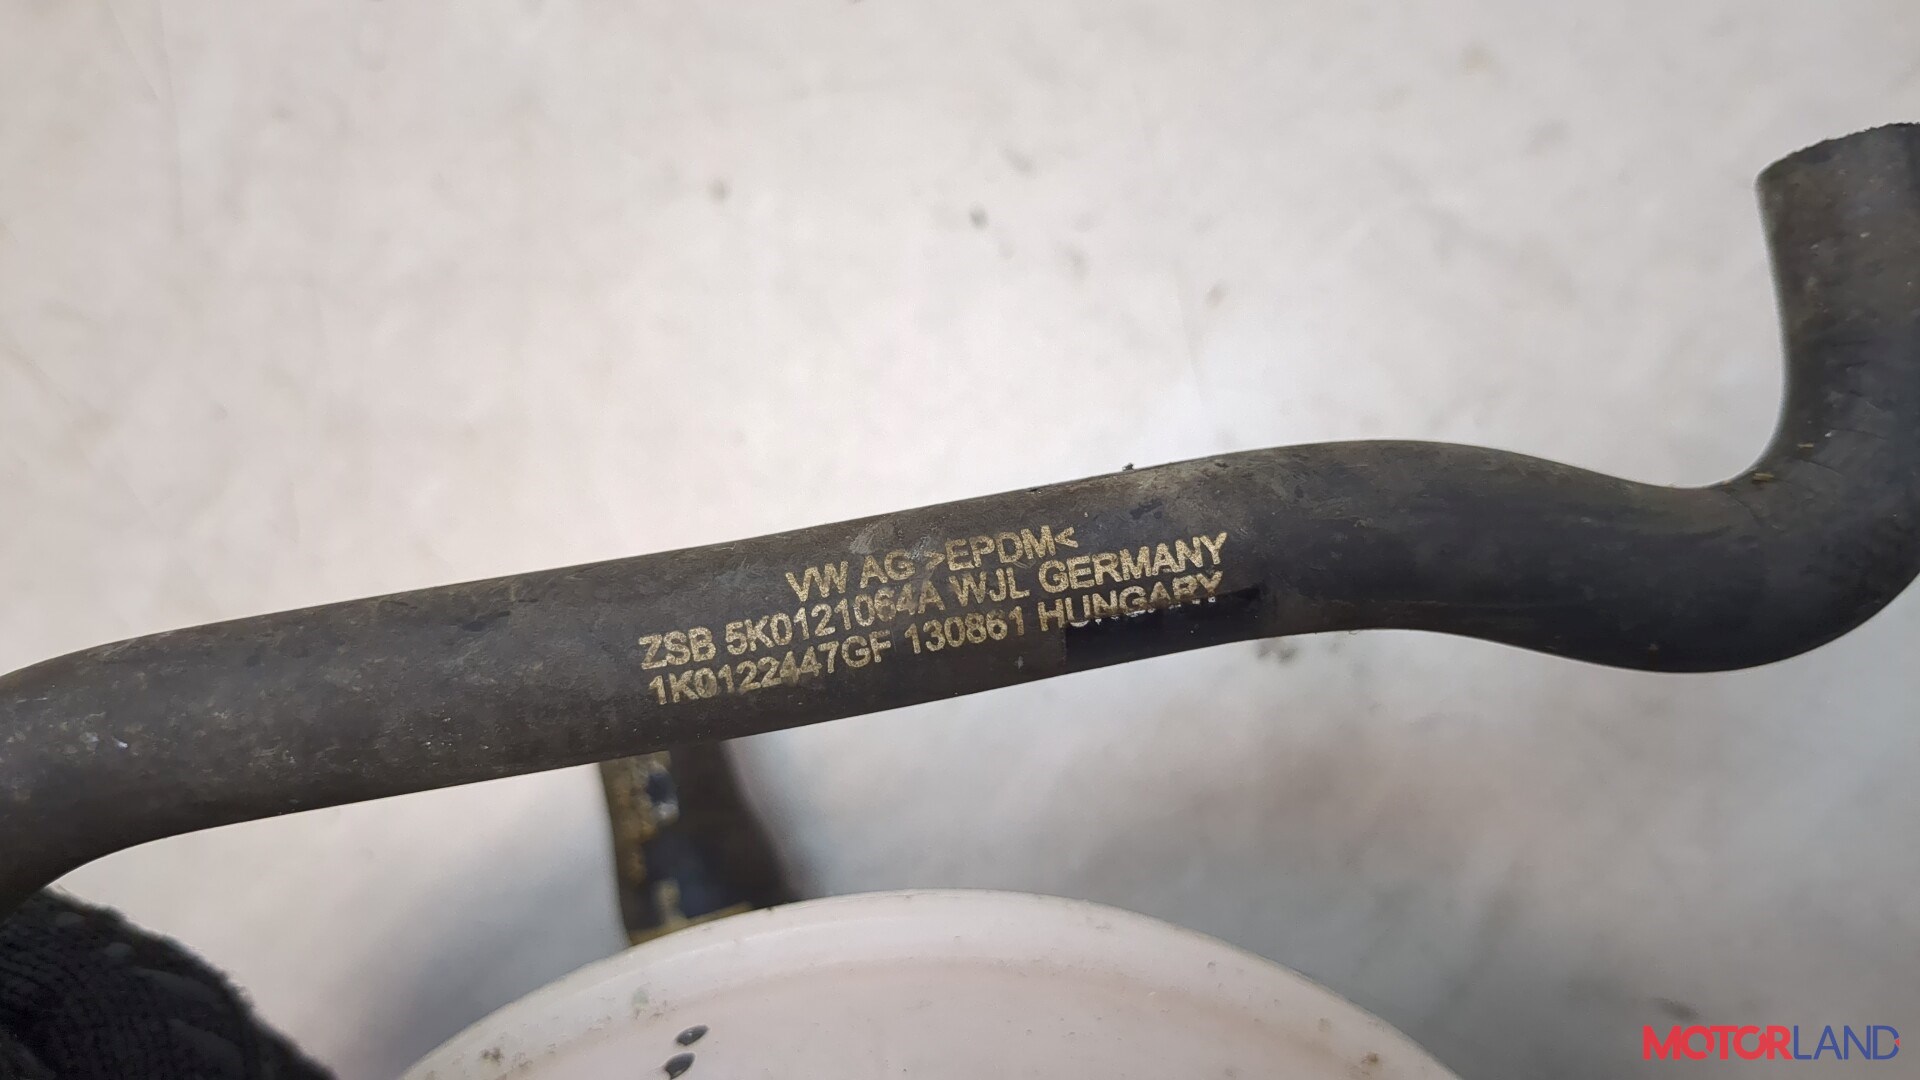 VW AG >EPDM<
ZSB 5K0121064A WJL GERMANY
1K0122447GF 130861 HUNGARY
MOTORLAND